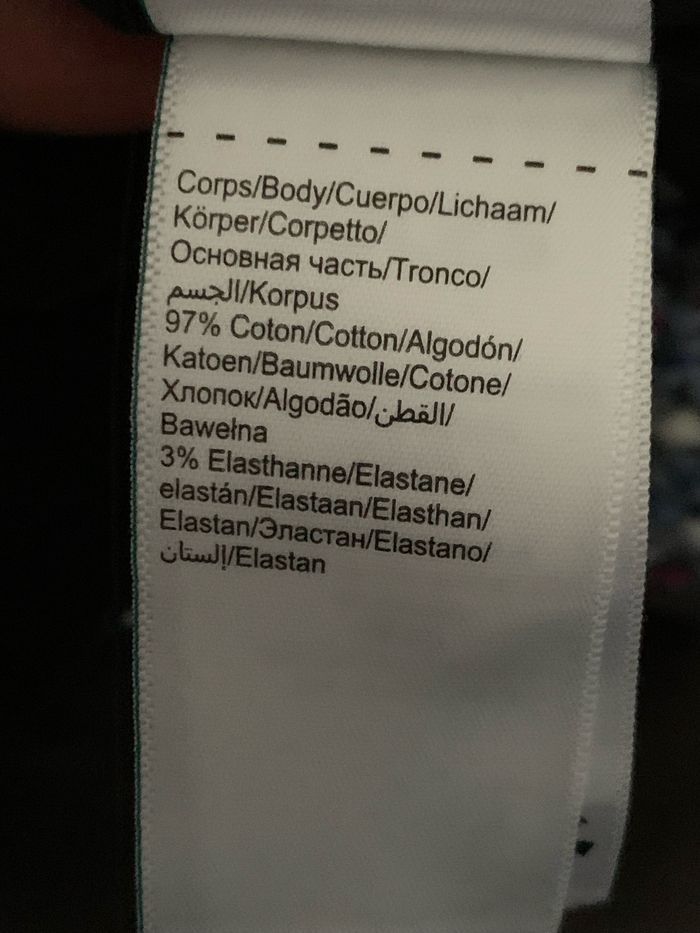 Corps/Body/Cuerpo/Lichaam/
Körper/Corpetto/
Основная часть/Tronco/
الجسم/Korpus
97% Coton/Cotton/Algodón/
Katoen/Baumwolle/Cotone/
Хлопок/Algodão/القطن/
Bawełna
3% Elasthanne/Elastane/
elastán/Elastaan/Elasthan/
Elastan/Эластан/Elastano/
إلستان/Elastan